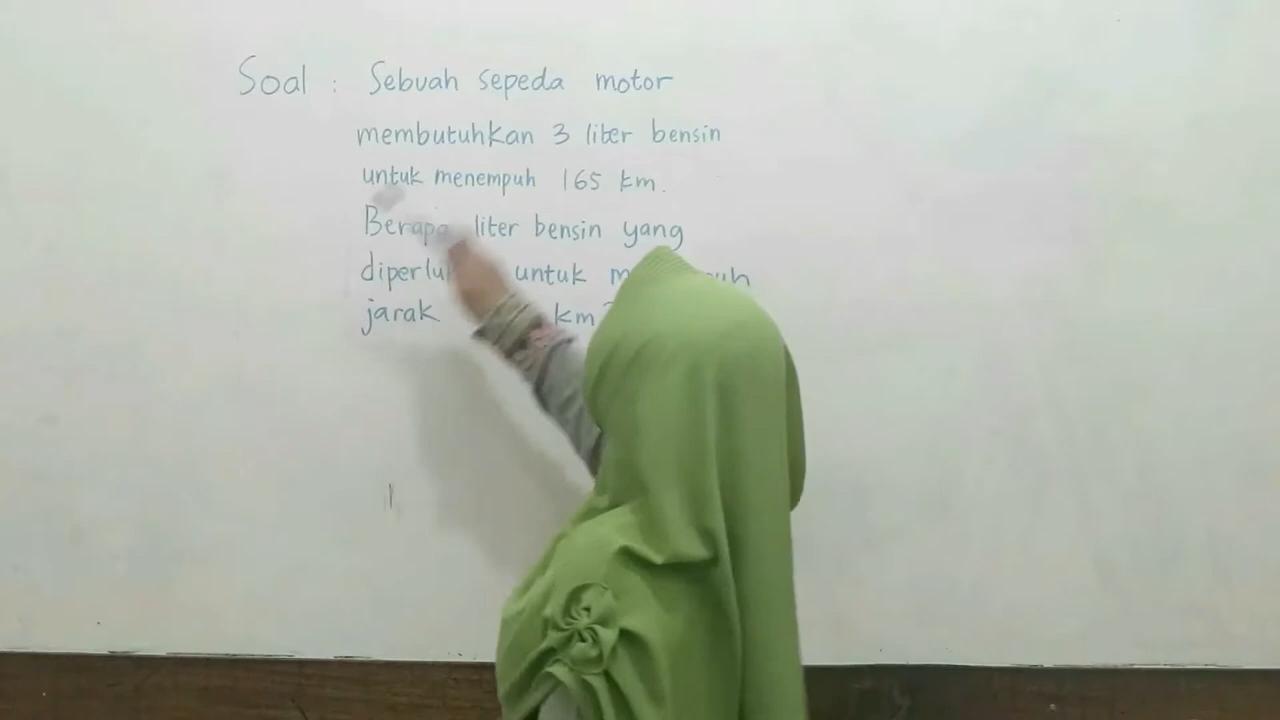 Soal : Sebuah sepeda motor
membutuhkan 3 liter bensin
untuk menempuh 165 km.
Berapa liter bensin yang
untuk
jarak km?